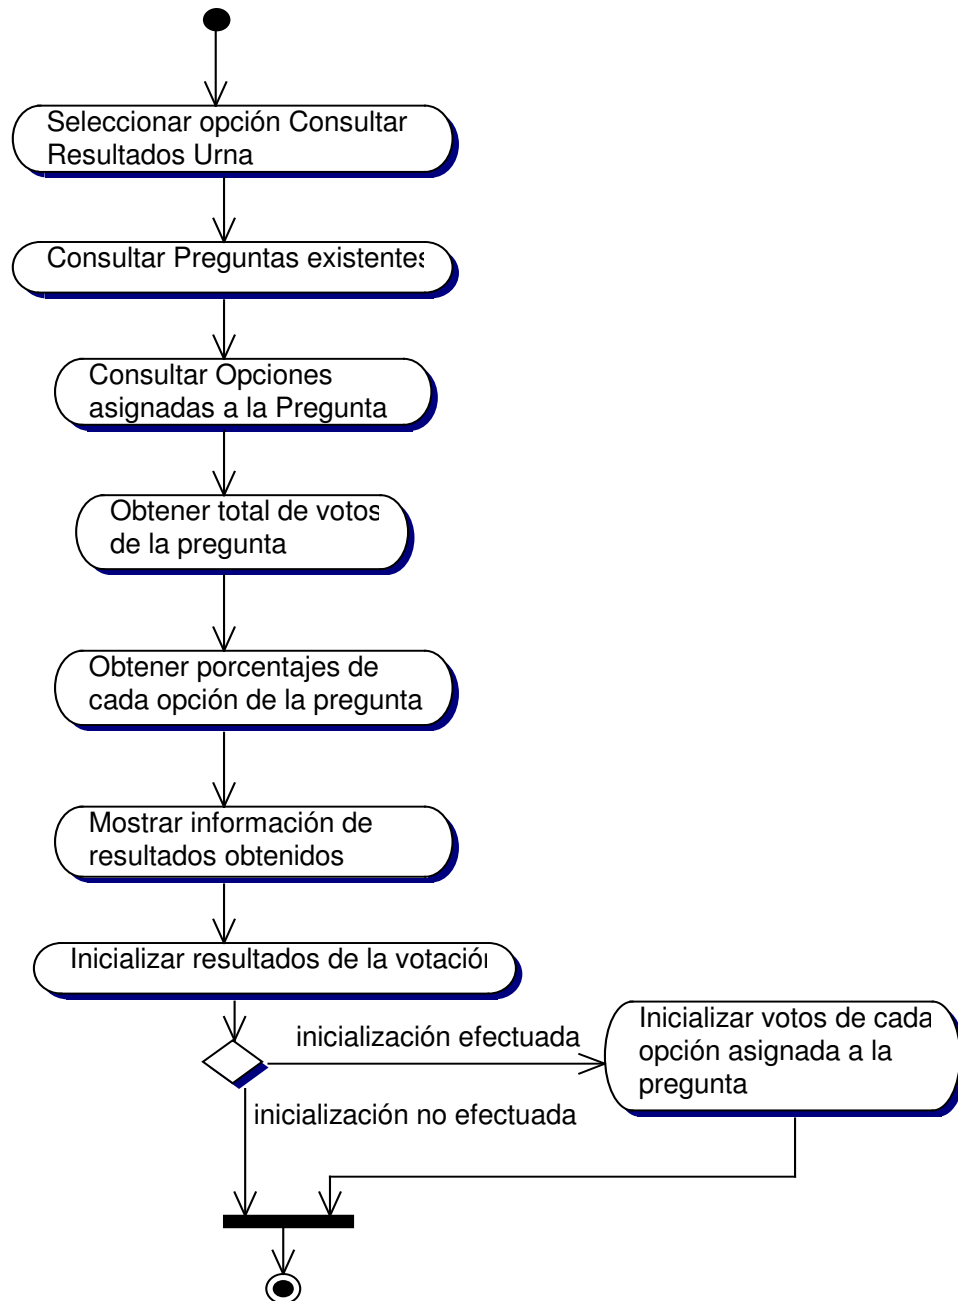 Seleccionar opción Consultar
Resultados Urna
Consultar Preguntas existentes
Consultar Opciones
asignadas a la Pregunta
Obtener total de votos
de la pregunta
Obtener porcentajes de
cada opción de la pregunta
Mostrar información de
resultados obtenidos
Inicializar resultados de la votación
inicialización efectuada
Inicializar votos de cada
opción asignada a la
pregunta
inicialización no efectuada